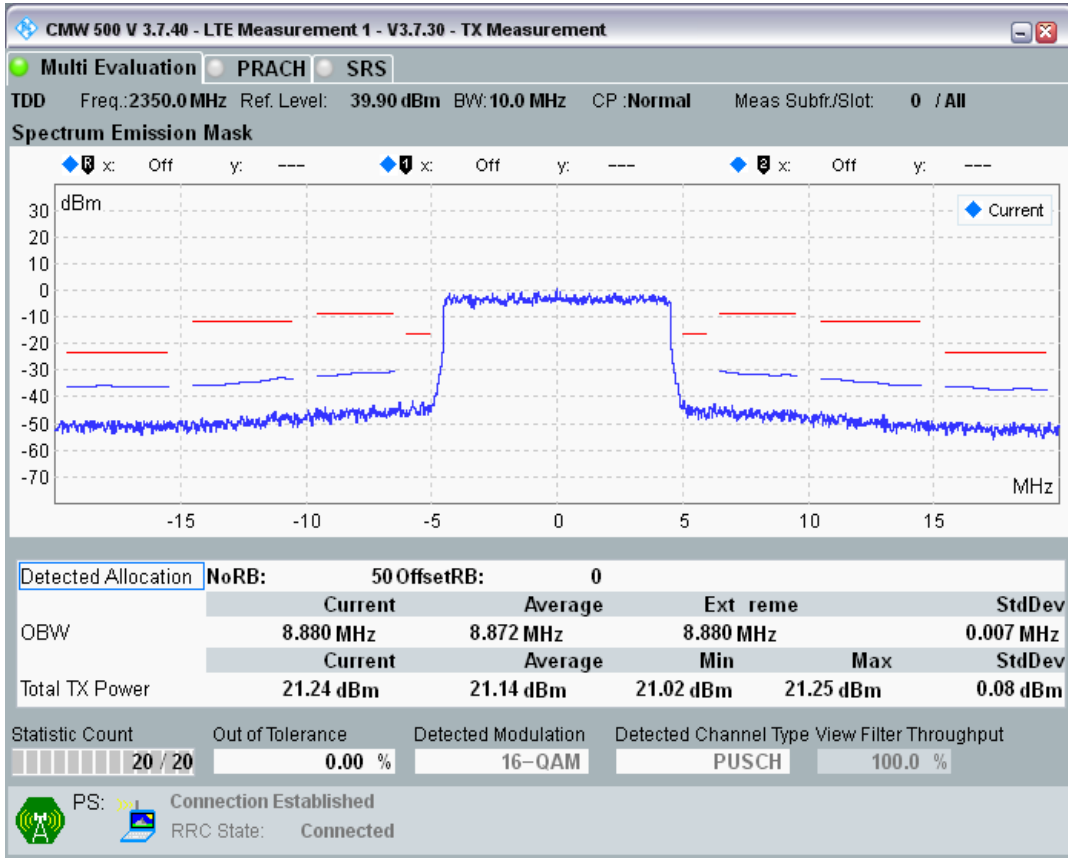 CMW 500 V 3.7.40 - LTE Measurement 1 - V3.7.30 - TX Measurement
Multi Evaluation PRACH SRS
TDD Freq.:2350.0 MHz Ref. Level: 39.90 dBm BW: 10.0 MHz CP :Normal Meas Subfr./Slot: 0 / All
Spectrum Emission Mask
R x: Off y: --- 1 x: Off y: --- 2 x: Off y: ---
dBm
Current
30
20
10
0
-10
-20
-30
-40
-50
-60
-70
MHz
-15 -10 -5 0 5 10 15
Detected Allocation NoRB: 50 OffsetRB: 0
Current Average Ext reme StdDev
OBW 8.880 MHz 8.872 MHz 8.880 MHz 0.007 MHz
Current Average Min Max StdDev
Total TX Power 21.24 dBm 21.14 dBm 21.02 dBm 21.25 dBm 0.08 dBm
Statistic Count Out of Tolerance Detected Modulation Detected Channel Type View Filter Throughput
20 / 20 0.00 % 16-QAM PUSCH 100.0 %
PS: Connection Established
RRC State: Connected